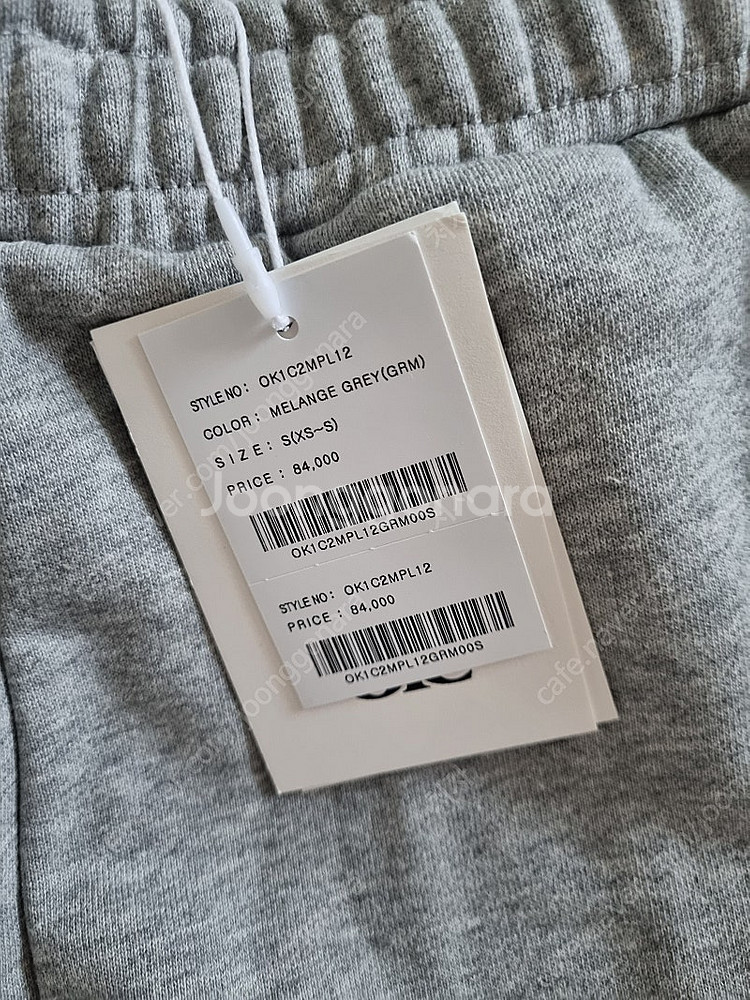 STYLE NO : OK1C2MPL12
COLOR : MELANGE GREY(GRM)
SIZE : S(XS~S)
PRICE : 84,000
Joonggonara
OK1C2MPL12GRM00S
STYLE NO : OK1C2MPL12
PRICE : 84,000
OK1C2MPL12GRM00S